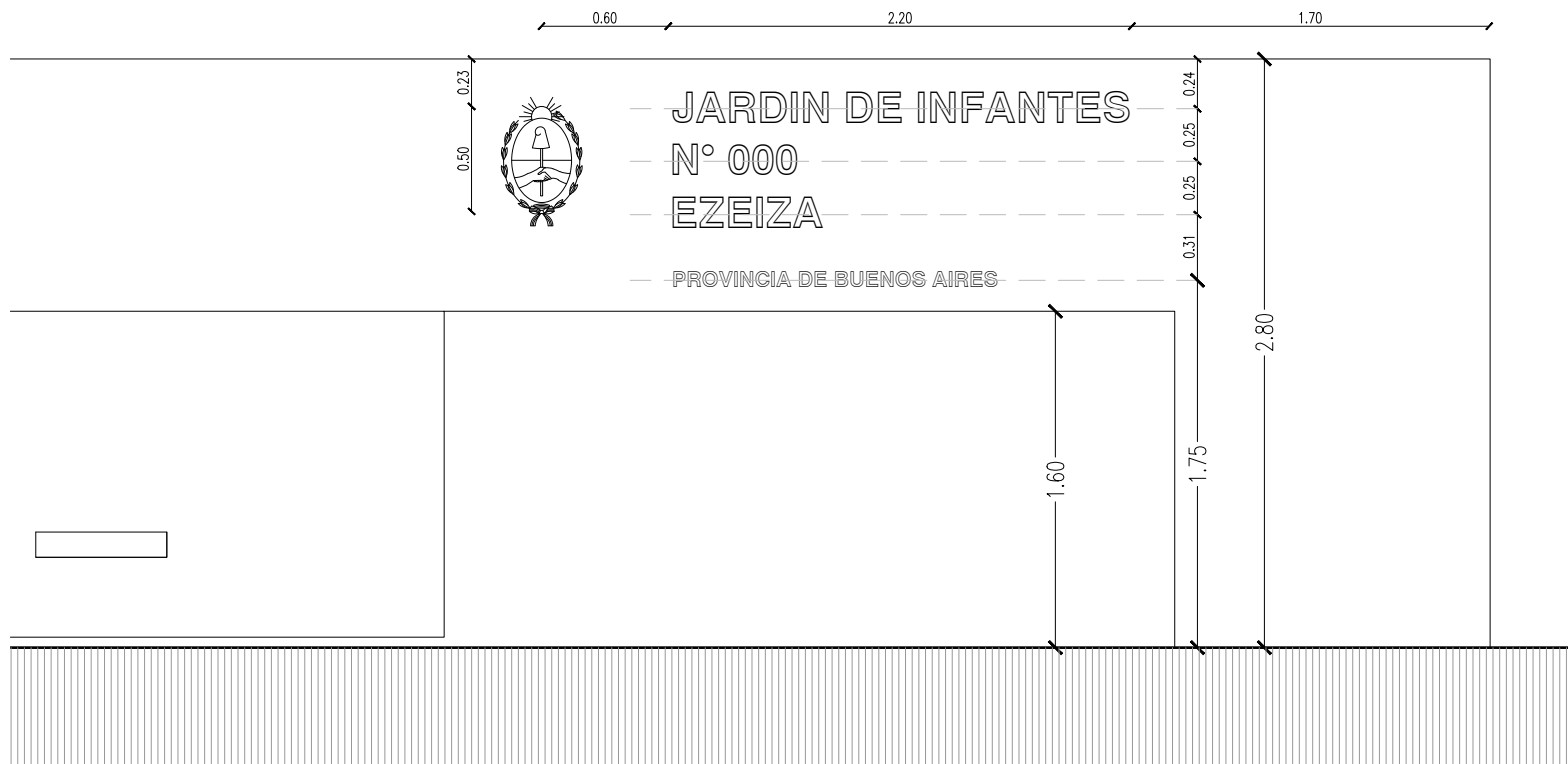 0.60 2.20 1.70
0.23
0.50
JARDIN DE INFANTES
N° 000
EZEIZA
PROVINCIA DE BUENOS AIRES
0.24
0.25
0.25
0.31
1.60
1.75
2.80